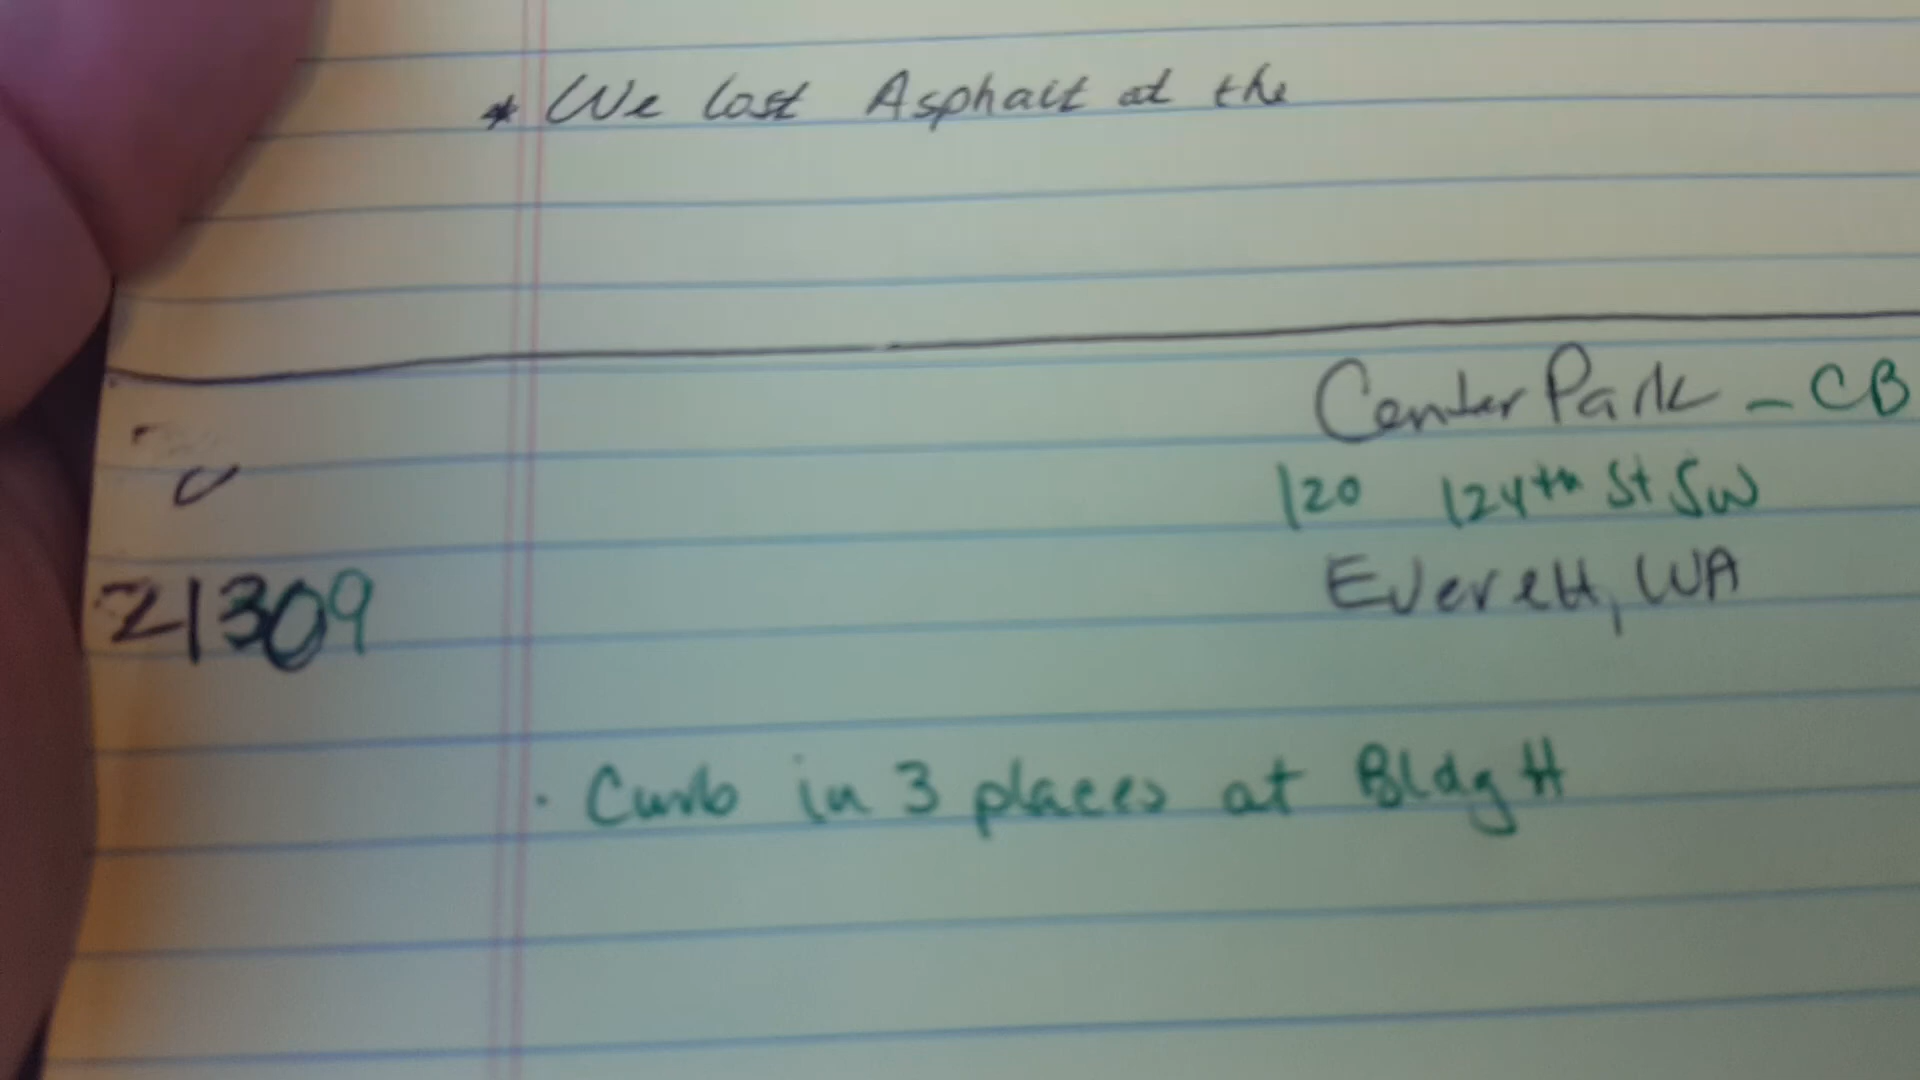 * We lost Asphalt at the
Center Park - CB
120 124th St SW
Everett, WA
21309
. Curb in 3 places at Bldg H